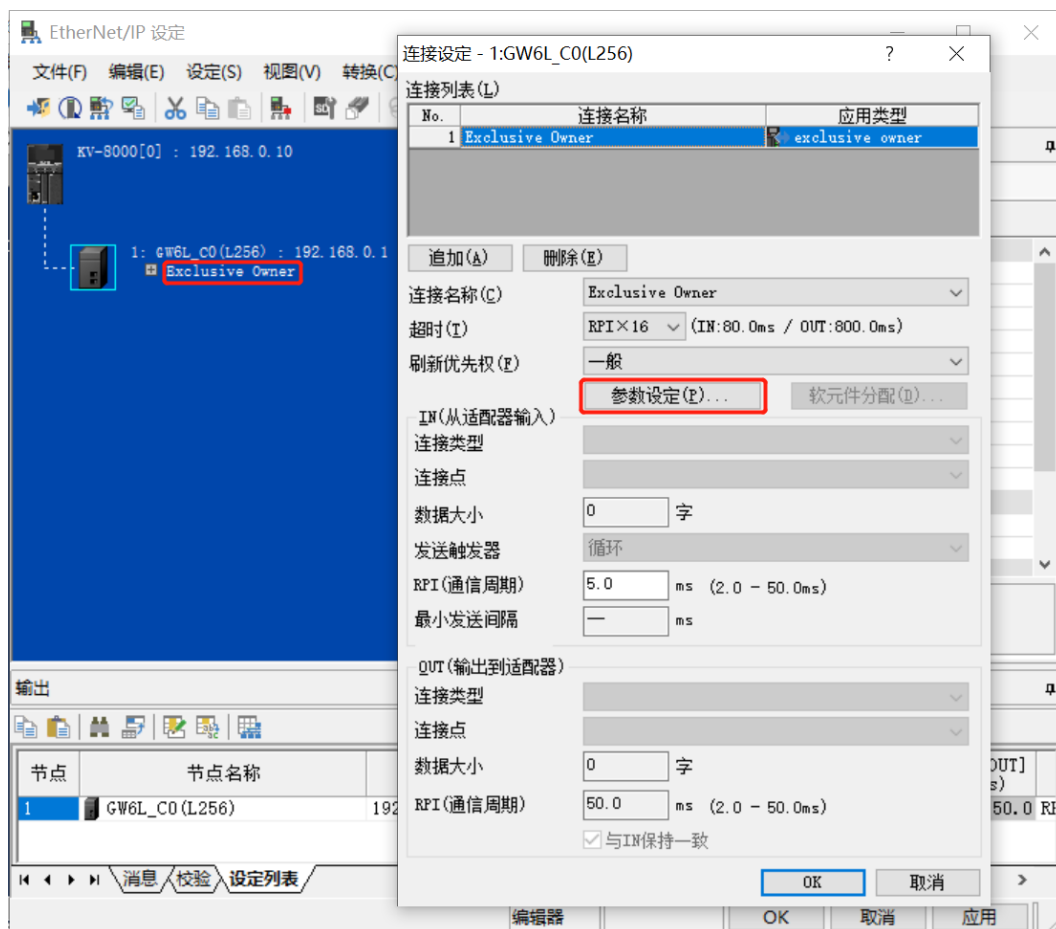 EtherNet/IP 设定
文件(F) 编辑(E) 设定(S) 视图(V) 转换(C)
KV-8000[0] : 192.168.0.10
1: GW6L_C0(L256) : 192.168.0.1
Exclusive Owner
连接设定 - 1:GW6L_C0(L256)
连接列表(L)
No. 连接名称 应用类型
1 Exclusive Owner exclusive owner
追加(A) 删除(E)
连接名称(C) Exclusive Owner
超时(T) RPI×16 (IN:80.0ms / OUT:800.0ms)
刷新优先权(F) 一般
参数设定(P)... 软元件分配(D)...
IN(从适配器输入)
连接类型
连接点
数据大小 0 字
发送触发器 循环
RPI(通信周期) 5.0 ms (2.0 - 50.0ms)
最小发送间隔 — ms
OUT(输出到适配器)
连接类型
连接点
数据大小 0 字
RPI(通信周期) 50.0 ms (2.0 - 50.0ms)
与IN保持一致
OK 取消
输出
节点 节点名称 OUT]
s)
1 GW6L_C0(L256) 192 50.0 RP
消息 校验 设定列表
编辑器 OK 取消 应用